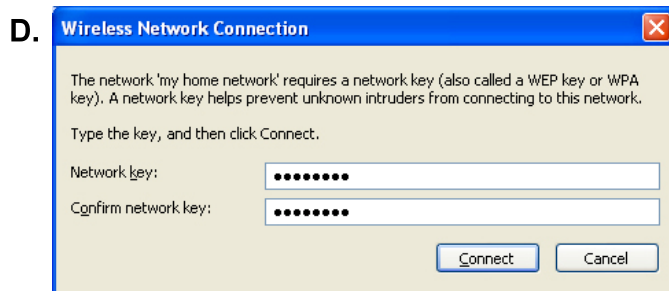 D.
Wireless Network Connection
The network 'my home network' requires a network key (also called a WEP key or WPA
key). A network key helps prevent unknown intruders from connecting to this network.
Type the key, and then click Connect.
Network key: ●●●●●●●●
Confirm network key: ●●●●●●●●
Connect Cancel